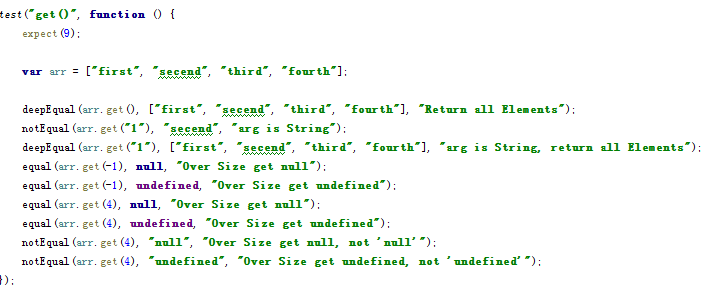 test("get()", function () {
expect(9);
var arr = ["first", "secend", "third", "fourth"];
deepEqual(arr.get(), ["first", "secend", "third", "fourth"], "Return all Elements");
notEqual(arr.get("1"), "secend", "arg is String");
deepEqual(arr.get("1"), ["first", "secend", "third", "fourth"], "arg is String, return all Elements");
equal(arr.get(-1), null, "Over Size get null");
equal(arr.get(-1), undefined, "Over Size get undefined");
equal(arr.get(4), null, "Over Size get null");
equal(arr.get(4), undefined, "Over Size get undefined");
notEqual(arr.get(4), "null", "Over Size get null, not 'null'");
notEqual(arr.get(4), "undefined", "Over Size get undefined, not 'undefined'");
});